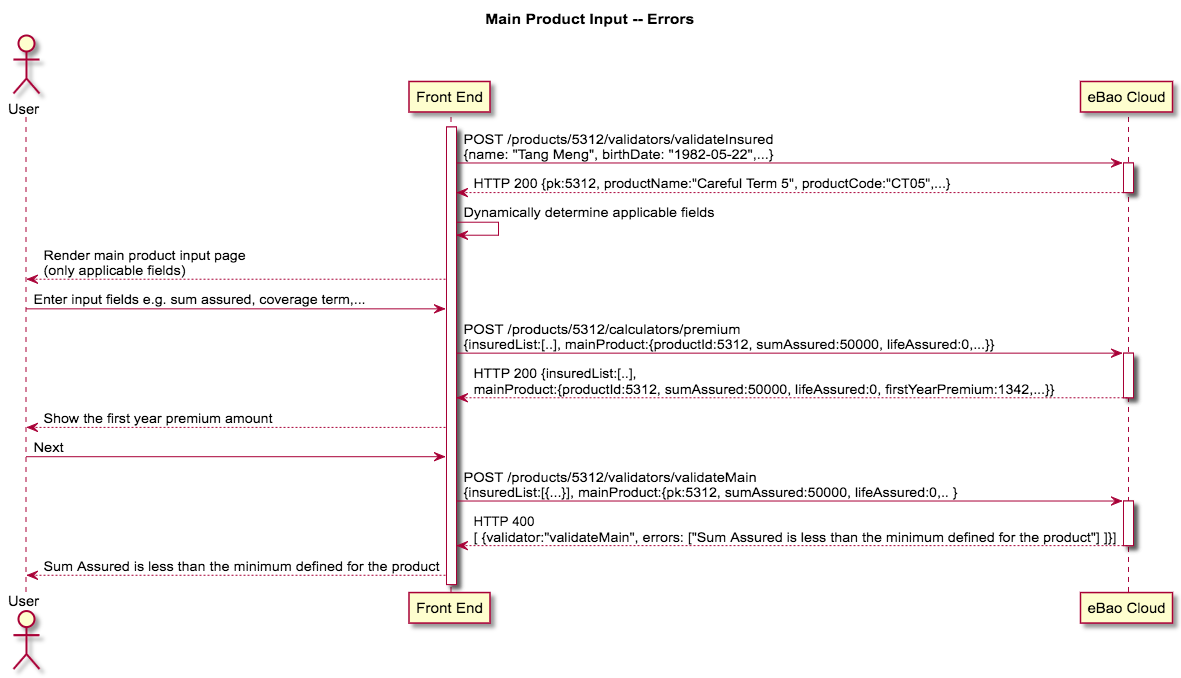 Main Product Input -- Errors
User
Front End
eBao Cloud
POST /products/5312/validators/validateInsured
{name: "Tang Meng", birthDate: "1982-05-22",...}
HTTP 200 {pk:5312, productName:"Careful Term 5", productCode:"CT05",...}
Dynamically determine applicable fields
Render main product input page
(only applicable fields)
Enter input fields e.g. sum assured, coverage term,...
POST /products/5312/calculators/premium
{insuredList:[..], mainProduct:{productId:5312, sumAssured:50000, lifeAssured:0,...}}
HTTP 200 {insuredList:[..],
mainProduct:{productId:5312, sumAssured:50000, lifeAssured:0, firstYearPremium:1342,...}}
Show the first year premium amount
Next
POST /products/5312/validators/validateMain
{insuredList:[{...}], mainProduct:{pk:5312, sumAssured:50000, lifeAssured:0,.. }
HTTP 400
[ {validator:"validateMain", errors: ["Sum Assured is less than the minimum defined for the product"] ]}]
Sum Assured is less than the minimum defined for the product
User
Front End
eBao Cloud